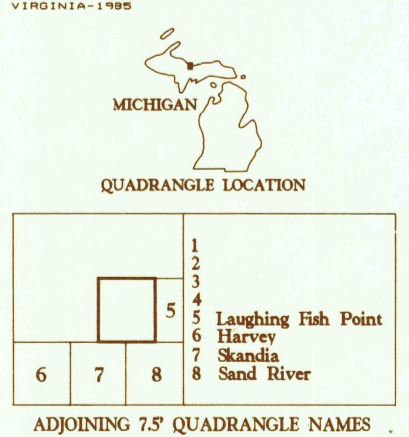 VIRGINIA-1985
MICHIGAN
QUADRANGLE LOCATION
1
2
3
4
5 Laughing Fish Point
6 Harvey
7 Skandia
8 Sand River
5
6 7 8
ADJOINING 7.5' QUADRANGLE NAMES